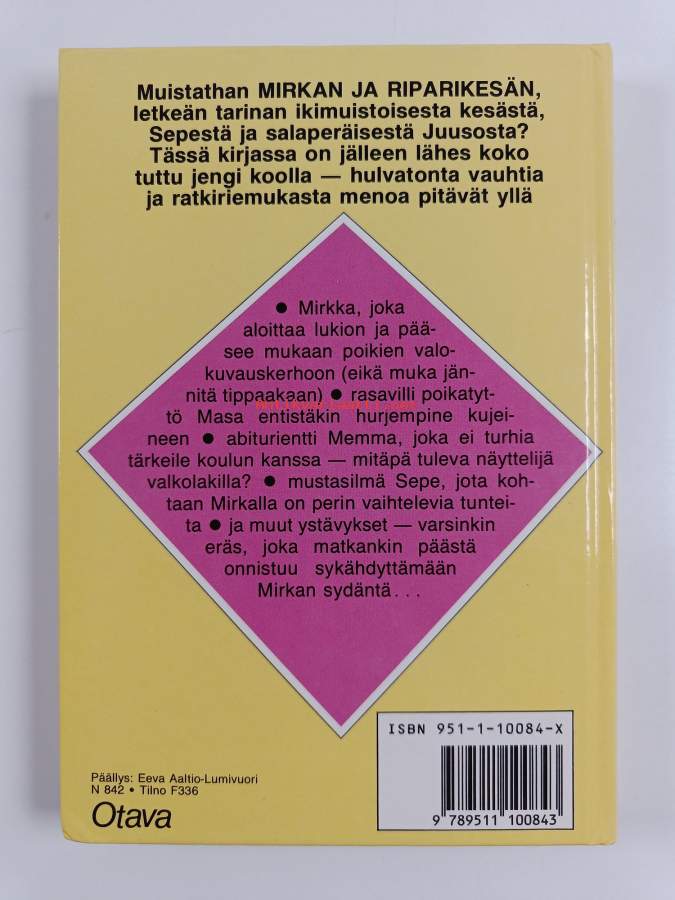 Muistathan MIRKAN JA RIPARIKESÄN,
letkeän tarinan ikimuistoisesta kesästä,
Sepestä ja salaperäisestä Juusosta?
Tässä kirjassa on jälleen lähes koko
tuttu jengi koolla — hulvatonta vauhtia
ja ratkiriemukasta menoa pitävät yllä
● Mirkka, joka
aloittaa lukion ja pää-
see mukaan poikien valo-
kuvauskerhoon (eikä muka jän-
nitä tippaakaan) ● rasavilli poikatyt-
tö Masa entistäkin hurjempine kujei-
neen ● abiturientti Memma, joka ei turhia
tärkeile koulun kanssa — mitäpä tuleva näyttelijä
valkolakilla? ● mustasilmä Sepe, jota koh-
taan Mirkalla on perin vaihtelevia tuntei-
ta ● ja muut ystävykset — varsinkin
eräs, joka matkankin päästä
onnistuu sykähdyttämään
Mirkan sydäntä...
ISBN 951-1-10084-X
9 789511 100843
Päällys: Eeva Aaltio-Lumivuori
N 842 • Tilno F336
Otava